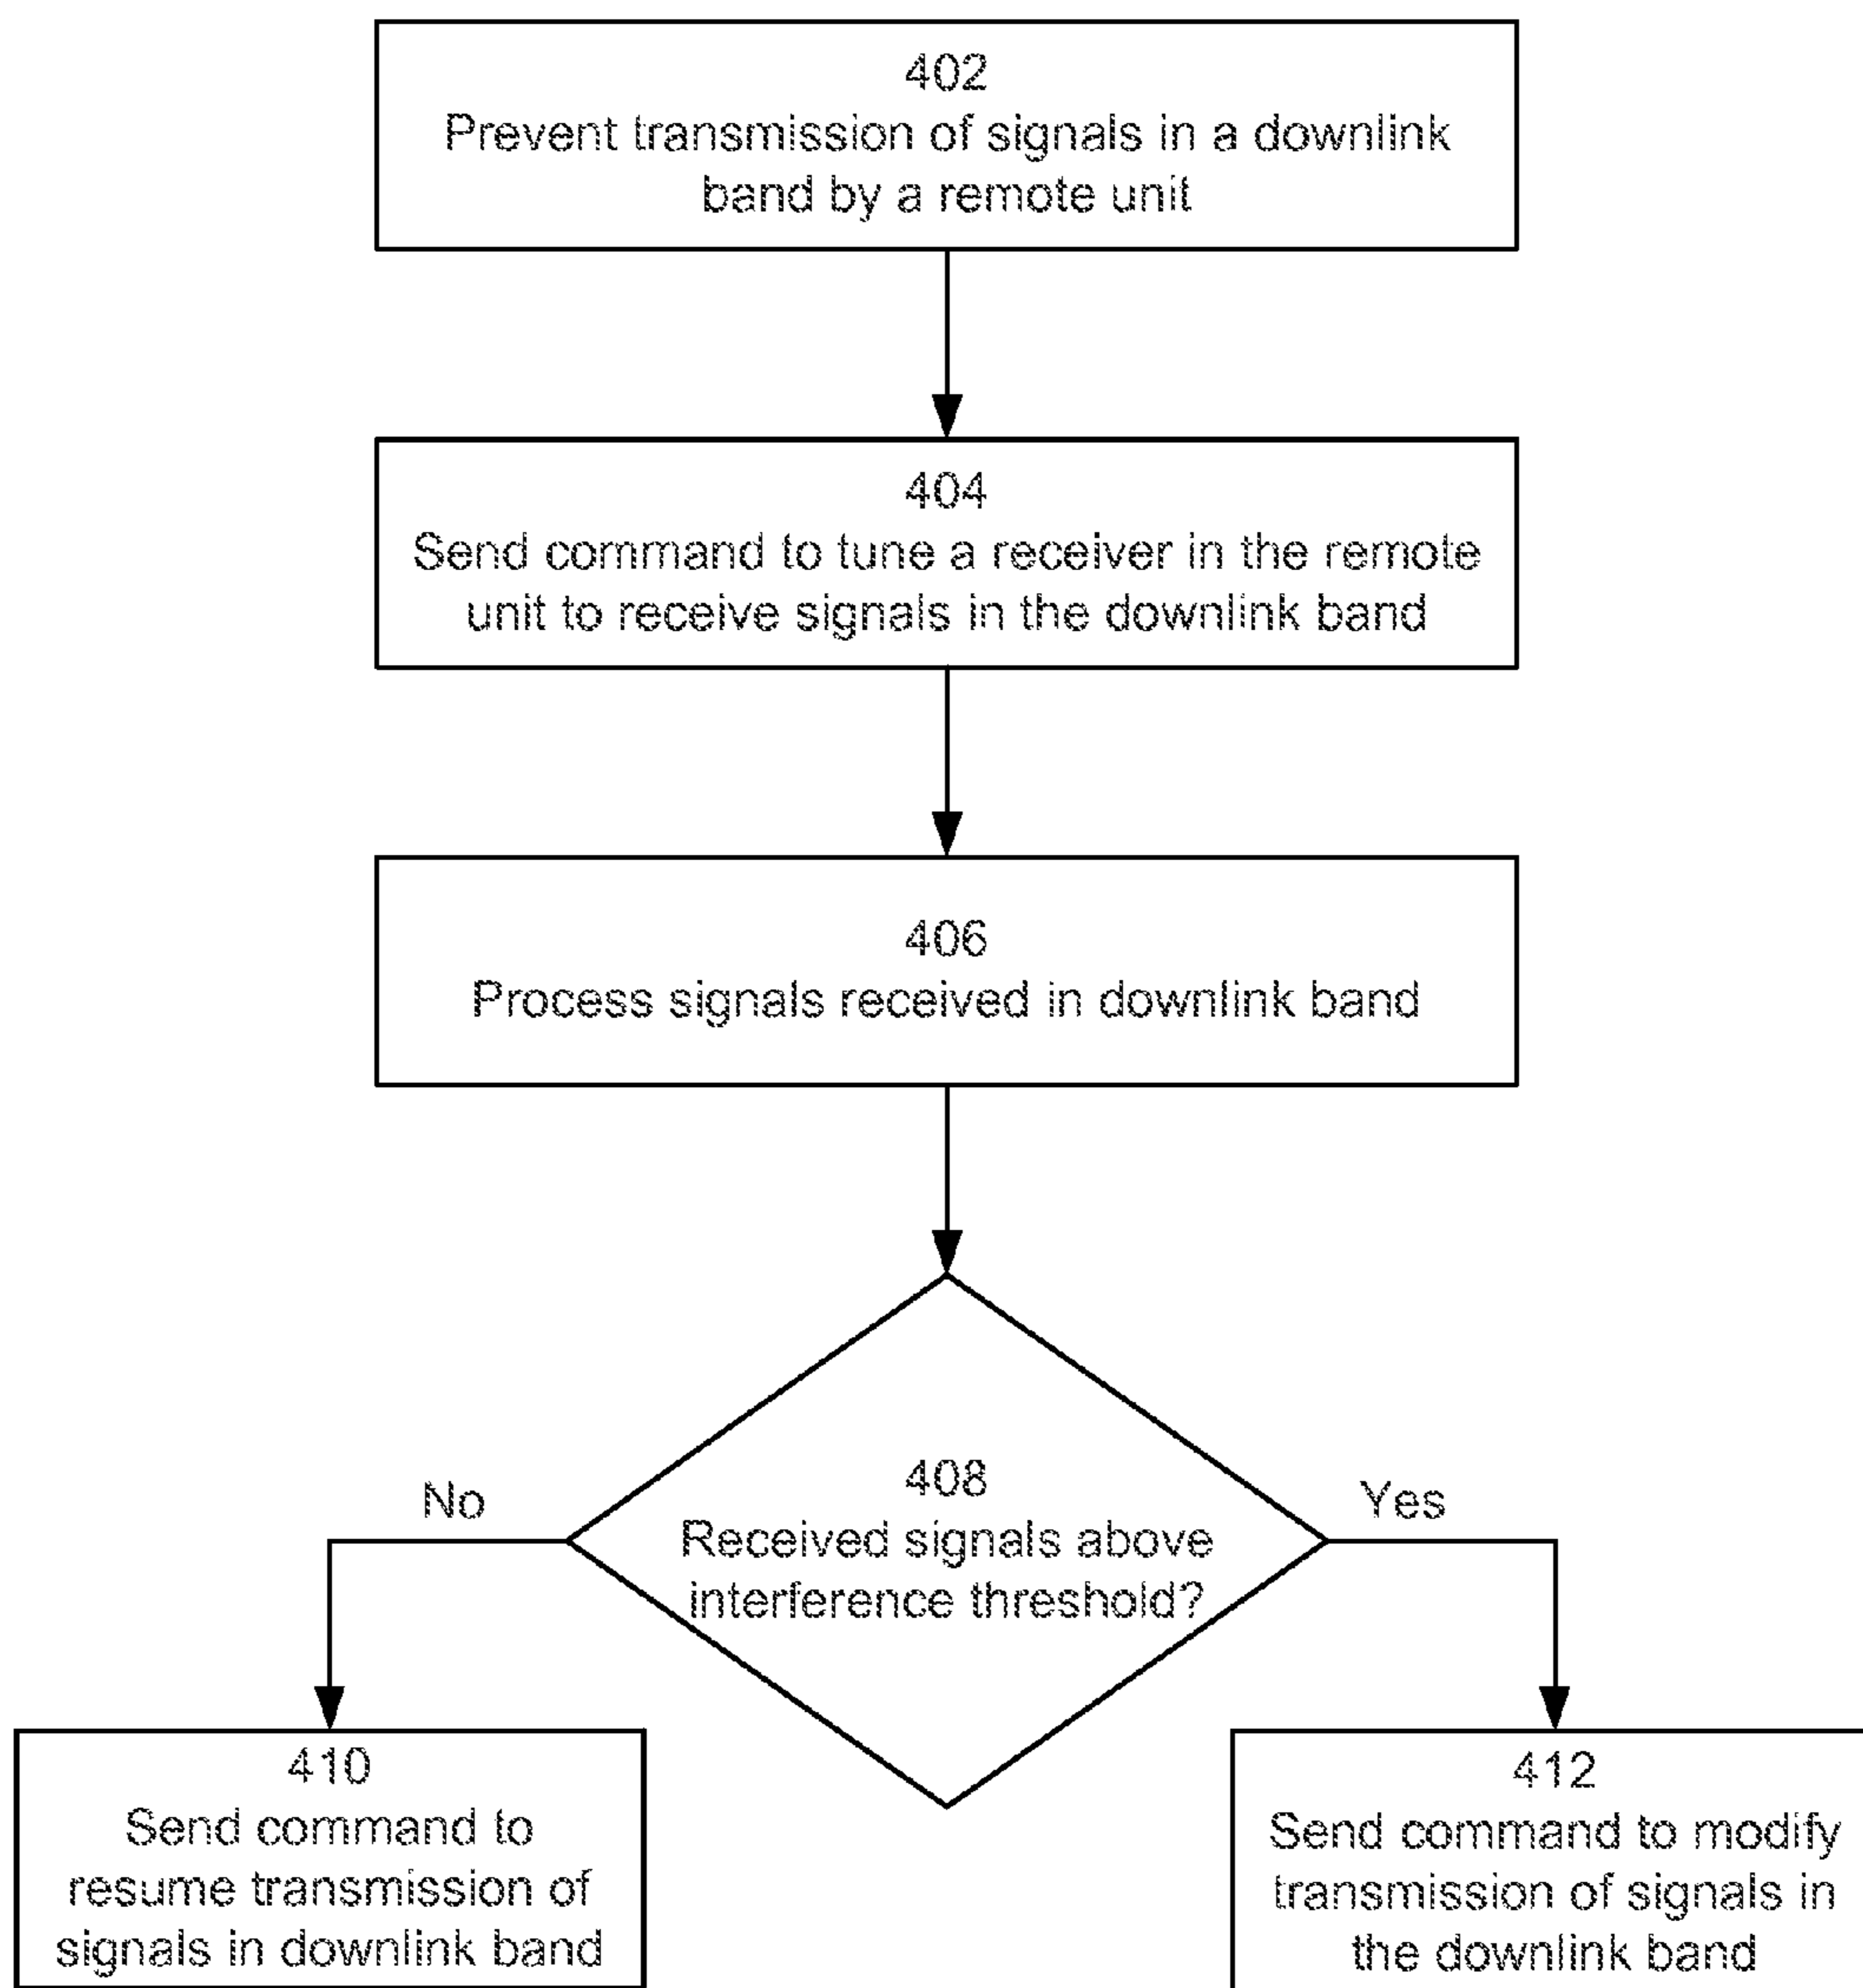 402
Prevent transmission of signals in a downlink
band by a remote unit
404
Send command to tune a receiver in the remote
unit to receive signals in the downlink band
406
Process signals received in downlink band
408
Received signals above
interference threshold?
No
Yes
410
Send command to
resume transmission of
signals in downlink band
412
Send command to modify
transmission of signals in
the downlink band